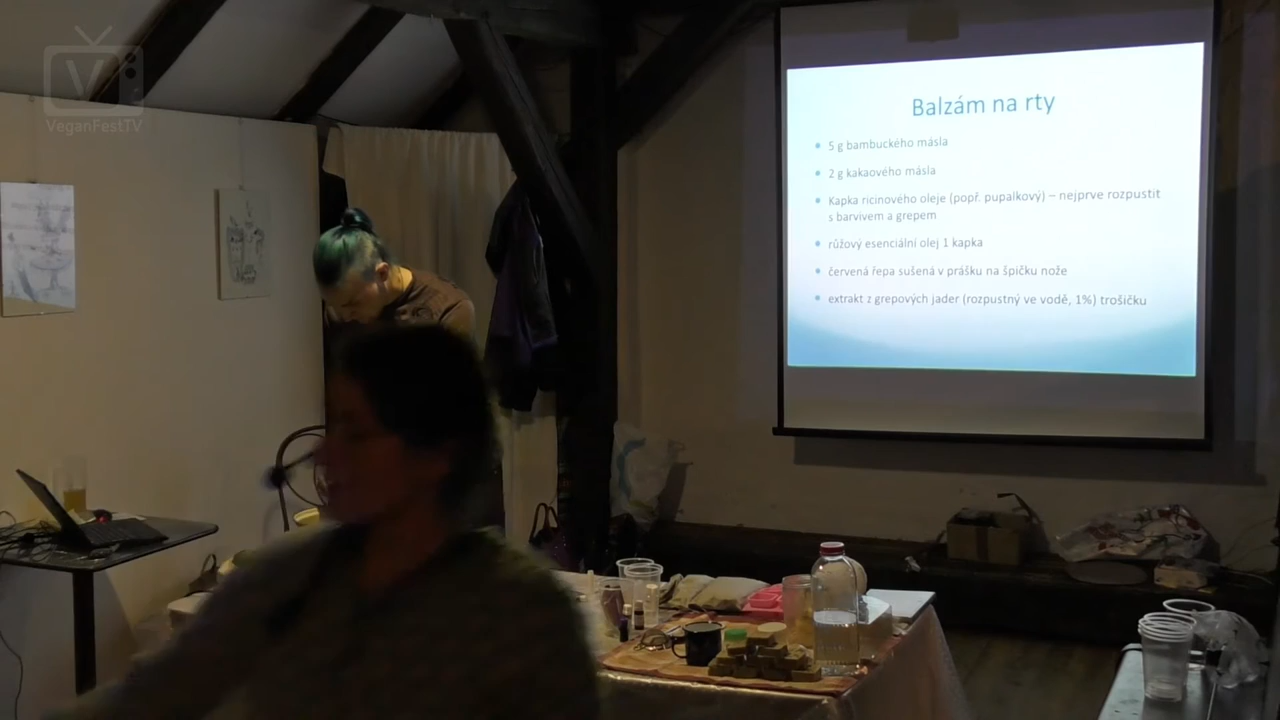 VeganFestTV
Balzám na rty
5 g bambuckého másla
2 g kakaového másla
Kapka ricinového oleje (popř. pupalkový) – nejprve rozpustit
s barvivem a grepem
růžový esenciální olej 1 kapka
červená řepa sušená v prášku na špičku nože
extrakt z grepových jader (rozpustný ve vodě, 1%) trošičku